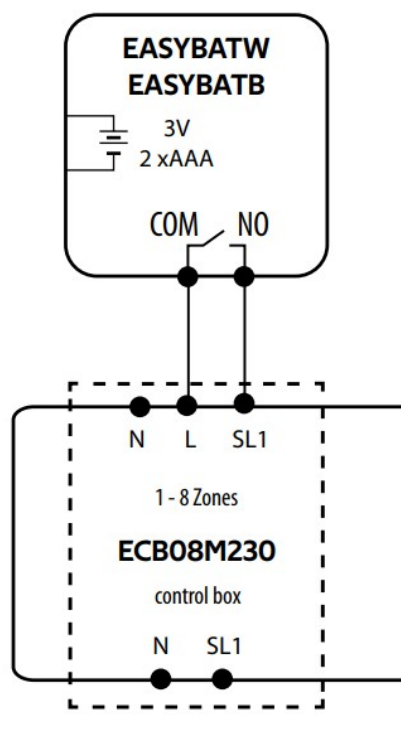 EASYBATW
EASYBATB
3V
2 xAAA
COM NO
N L SL1
1 - 8 Zones
ECB08M230
control box
N SL1